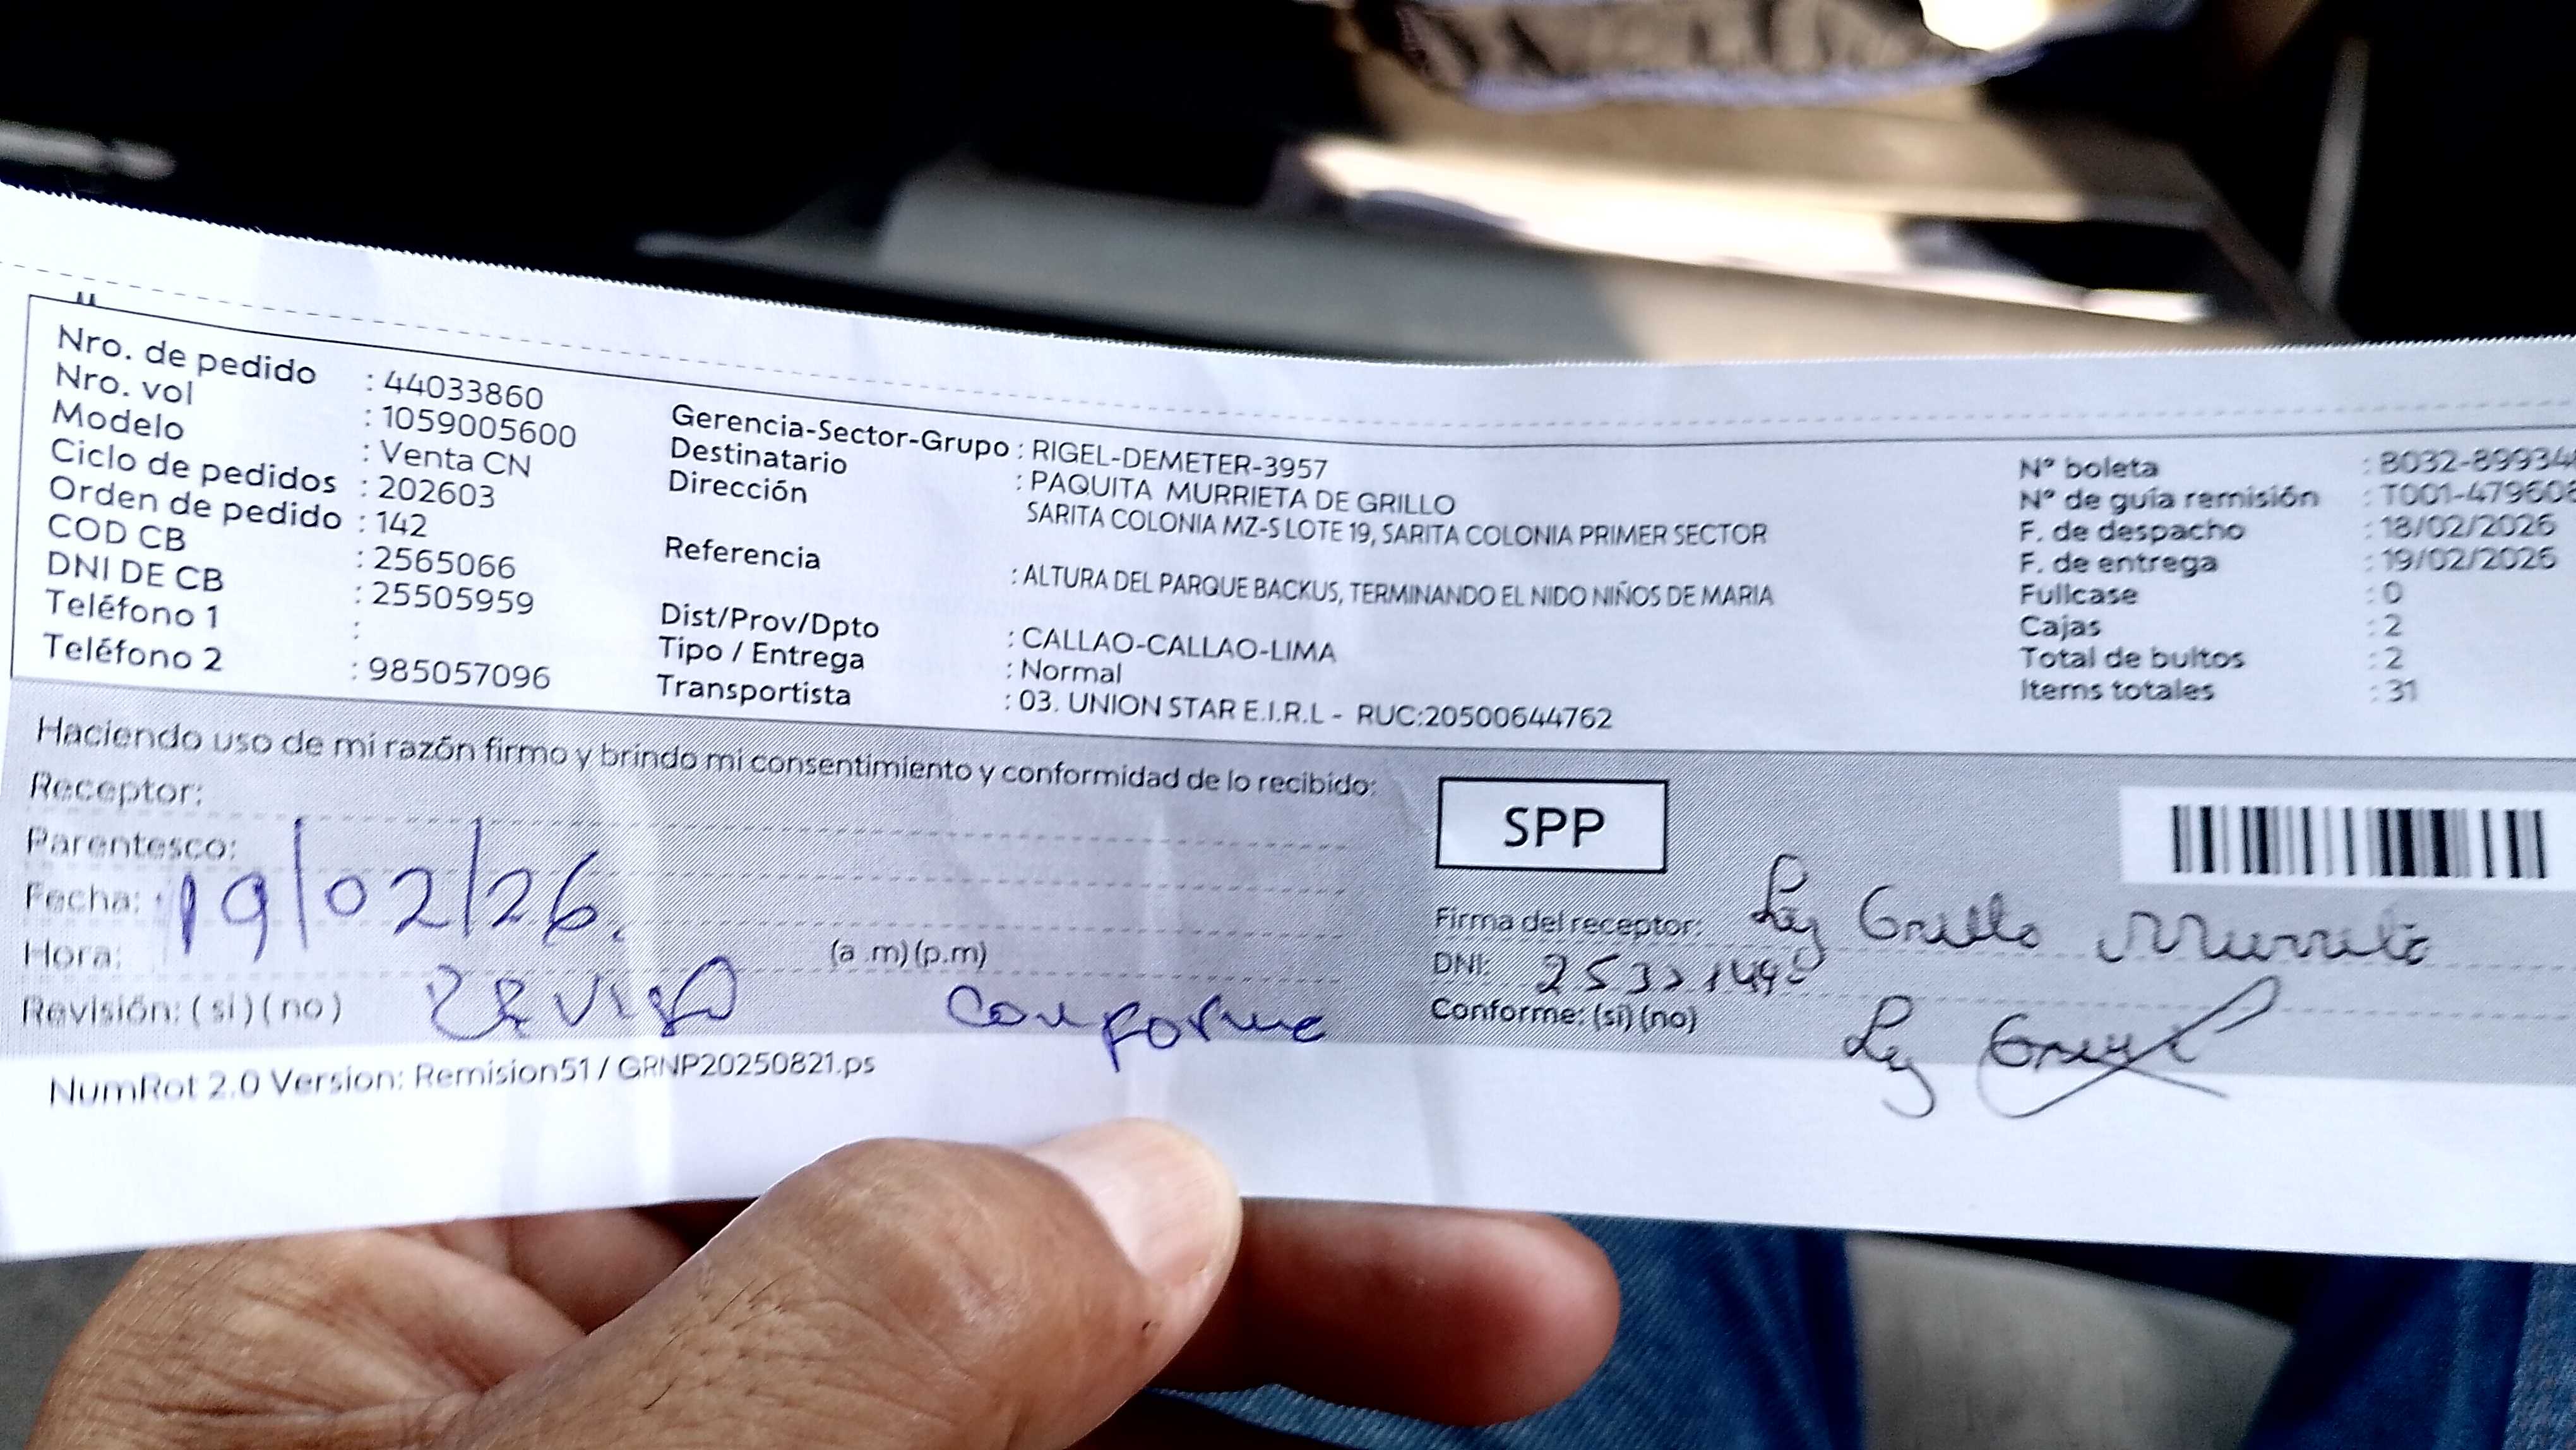 Nro. de pedido : 44033860
Nro. vol : 1059005600
Modelo : Venta CN
Ciclo de pedidos : 202603
Orden de pedido : 142
COD CB : 2565066
DNI DE CB : 25505959
Teléfono 1 :
Teléfono 2 : 985057096
Gerencia-Sector-Grupo : RIGEL-DEMETER-3957
Destinatario : PAQUITA MURRIETA DE GRILLO
Dirección SARITA COLONIA MZ-S LOTE 19, SARITA COLONIA PRIMER SECTOR
Referencia : ALTURA DEL PARQUE BACKUS, TERMINANDO EL NIDO NIÑOS DE MARIA
Dist/Prov/Dpto : CALLAO-CALLAO-LIMA
Tipo / Entrega : Normal
Transportista : 03. UNION STAR E.I.R.L - RUC:20500644762
N° boleta : B032-89934
N° de guía remisión : T001-479608
F. de despacho : 18/02/2026
F. de entrega : 19/02/2026
Fullcase : 0
Cajas : 2
Total de bultos : 2
Items totales : 31
Haciendo uso de mi razón firmo y brindo mi consentimiento y conformidad de lo recibido:
Receptor:
Parentesco:
Fecha: 19/02/26.
Hora: (a .m) (p.m)
Revisión: (si) (no) Reviso conforme
SPP
Firma del receptor: Grillo Murrieta
DNI:
Conforme: (si) (no)
NumRot 2.0 Version: Remision51 / GRNP20250821.ps